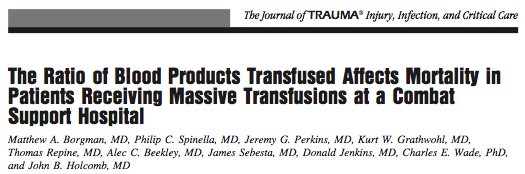 The Journal of TRAUMA® Injury, Infection, and Critical Care
The Ratio of Blood Products Transfused Affects Mortality in
Patients Receiving Massive Transfusions at a Combat
Support Hospital
Matthew A. Borgman, MD, Philip C. Spinella, MD, Jeremy G. Perkins, MD, Kurt W. Grathwohl, MD,
Thomas Repine, MD, Alec C. Beekley, MD, James Sebesta, MD, Donald Jenkins, MD, Charles E. Wade, PhD,
and John B. Holcomb, MD